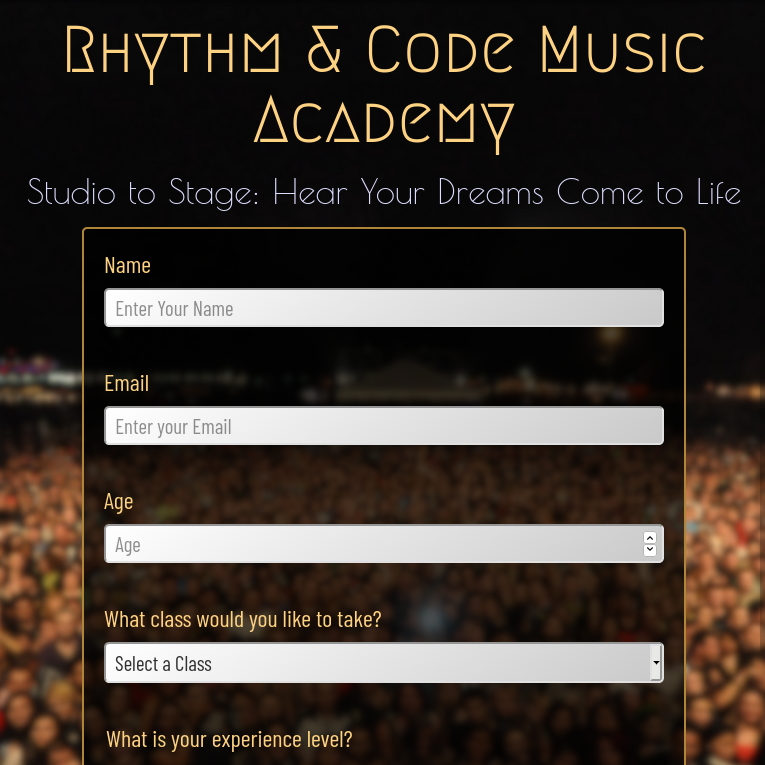 Rhythm & Code Music
Academy
Studio to Stage: Hear Your Dreams Come to Life
Name
Enter Your Name
Email
Enter your Email
Age
Age
What class would you like to take?
Select a Class
What is your experience level?